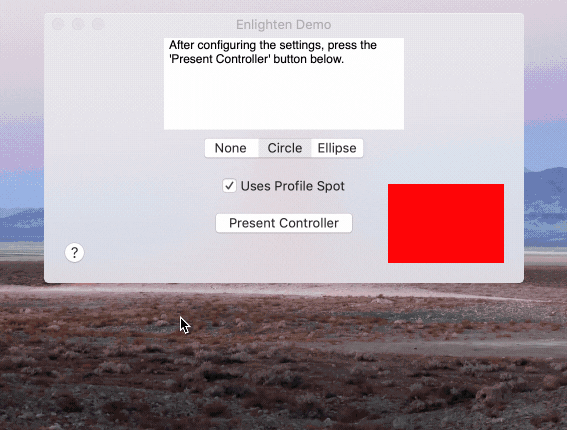 Enlighten Demo
After configuring the settings, press the
'Present Controller' button below.
None Circle Ellipse
Uses Profile Spot
Present Controller
?